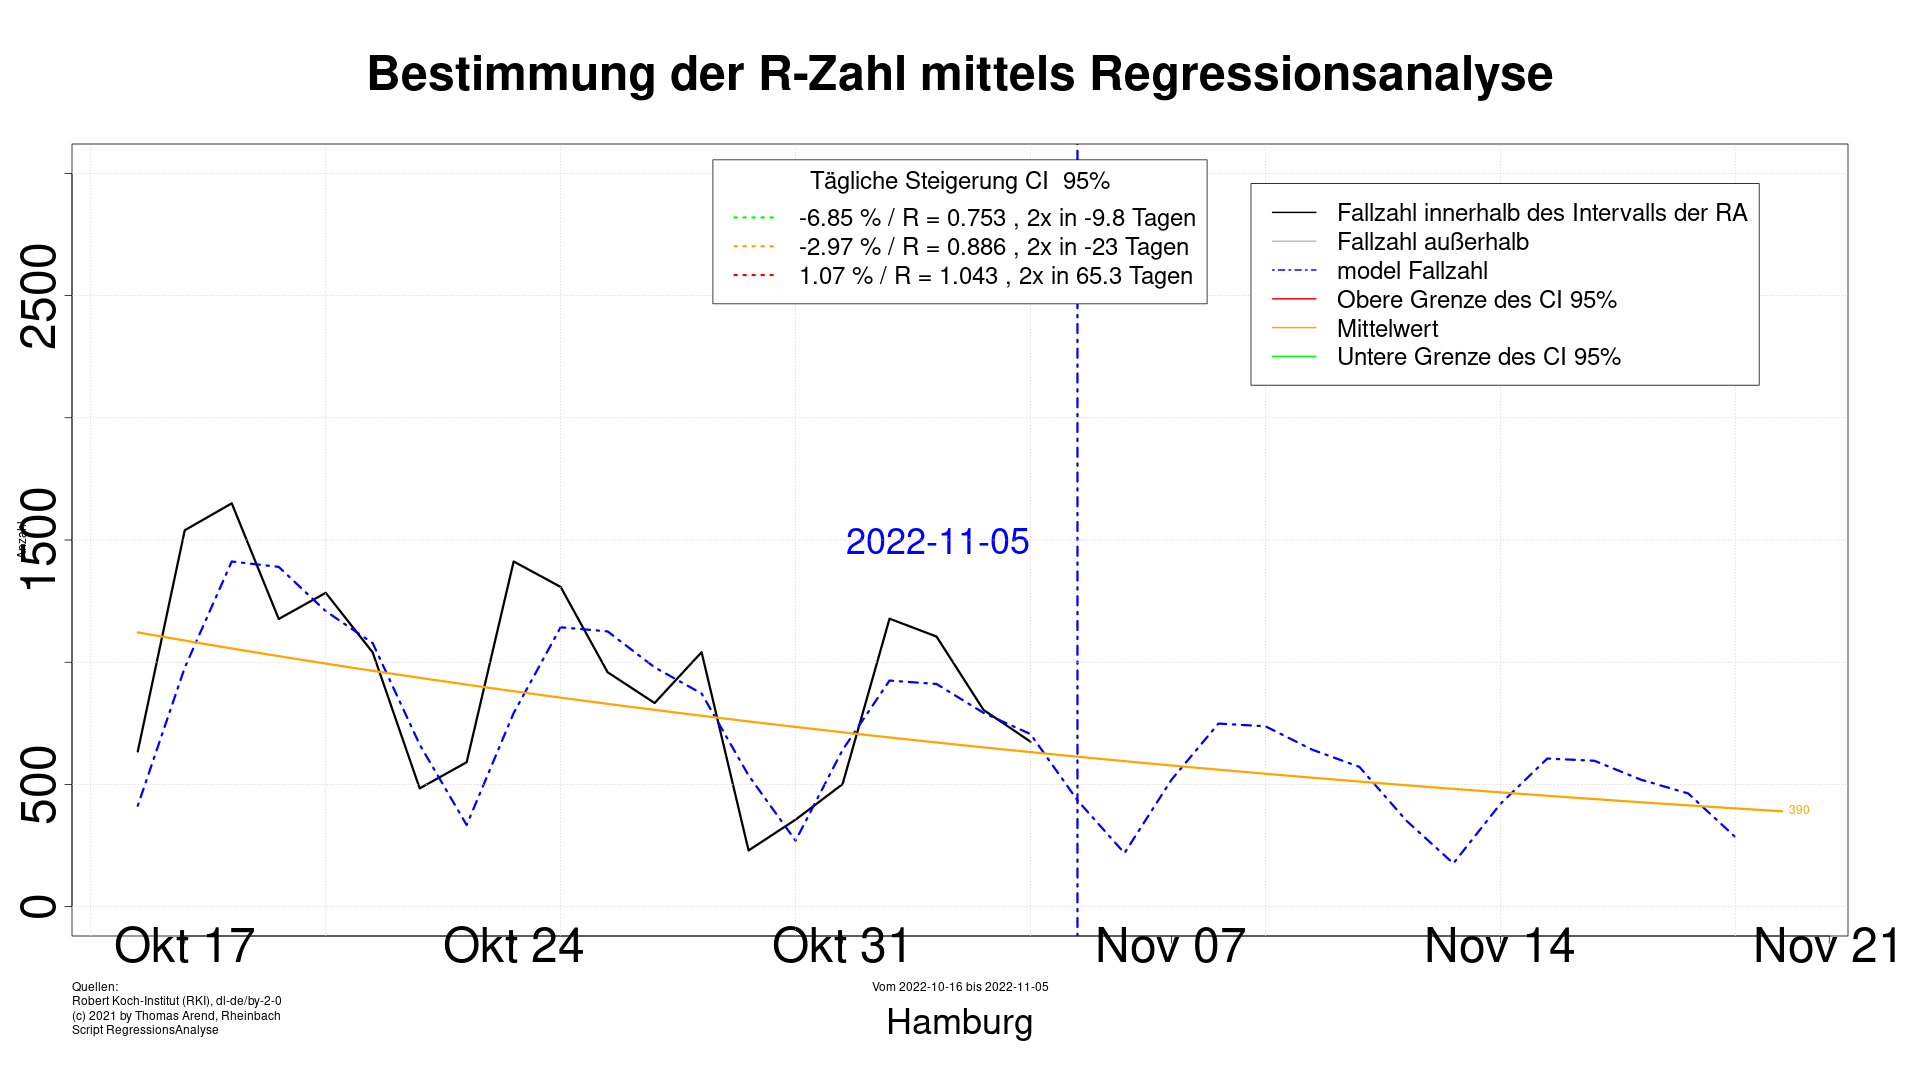 Bestimmung der R-Zahl mittels Regressionsanalyse
Tägliche Steigerung CI  95%
-6.85 % / R = 0.753 , 2x in -9.8 Tagen
-2.97 % / R = 0.886 , 2x in -23 Tagen
1.07 % / R = 1.043 , 2x in 65.3 Tagen
Fallzahl innerhalb des Intervalls der RA
Fallzahl außerhalb
model Fallzahl
Obere Grenze des CI 95%
Mittelwert
Untere Grenze des CI 95%
2500
1500
500
0
Anzahl
2022-11-05
390
Okt 17
Okt 24
Okt 31
Nov 07
Nov 14
Nov 21
Quellen:
Robert Koch-Institut (RKI), dl-de/by-2-0
(c) 2021 by Thomas Arend, Rheinbach
Script RegressionsAnalyse
Vom 2022-10-16 bis 2022-11-05
Hamburg